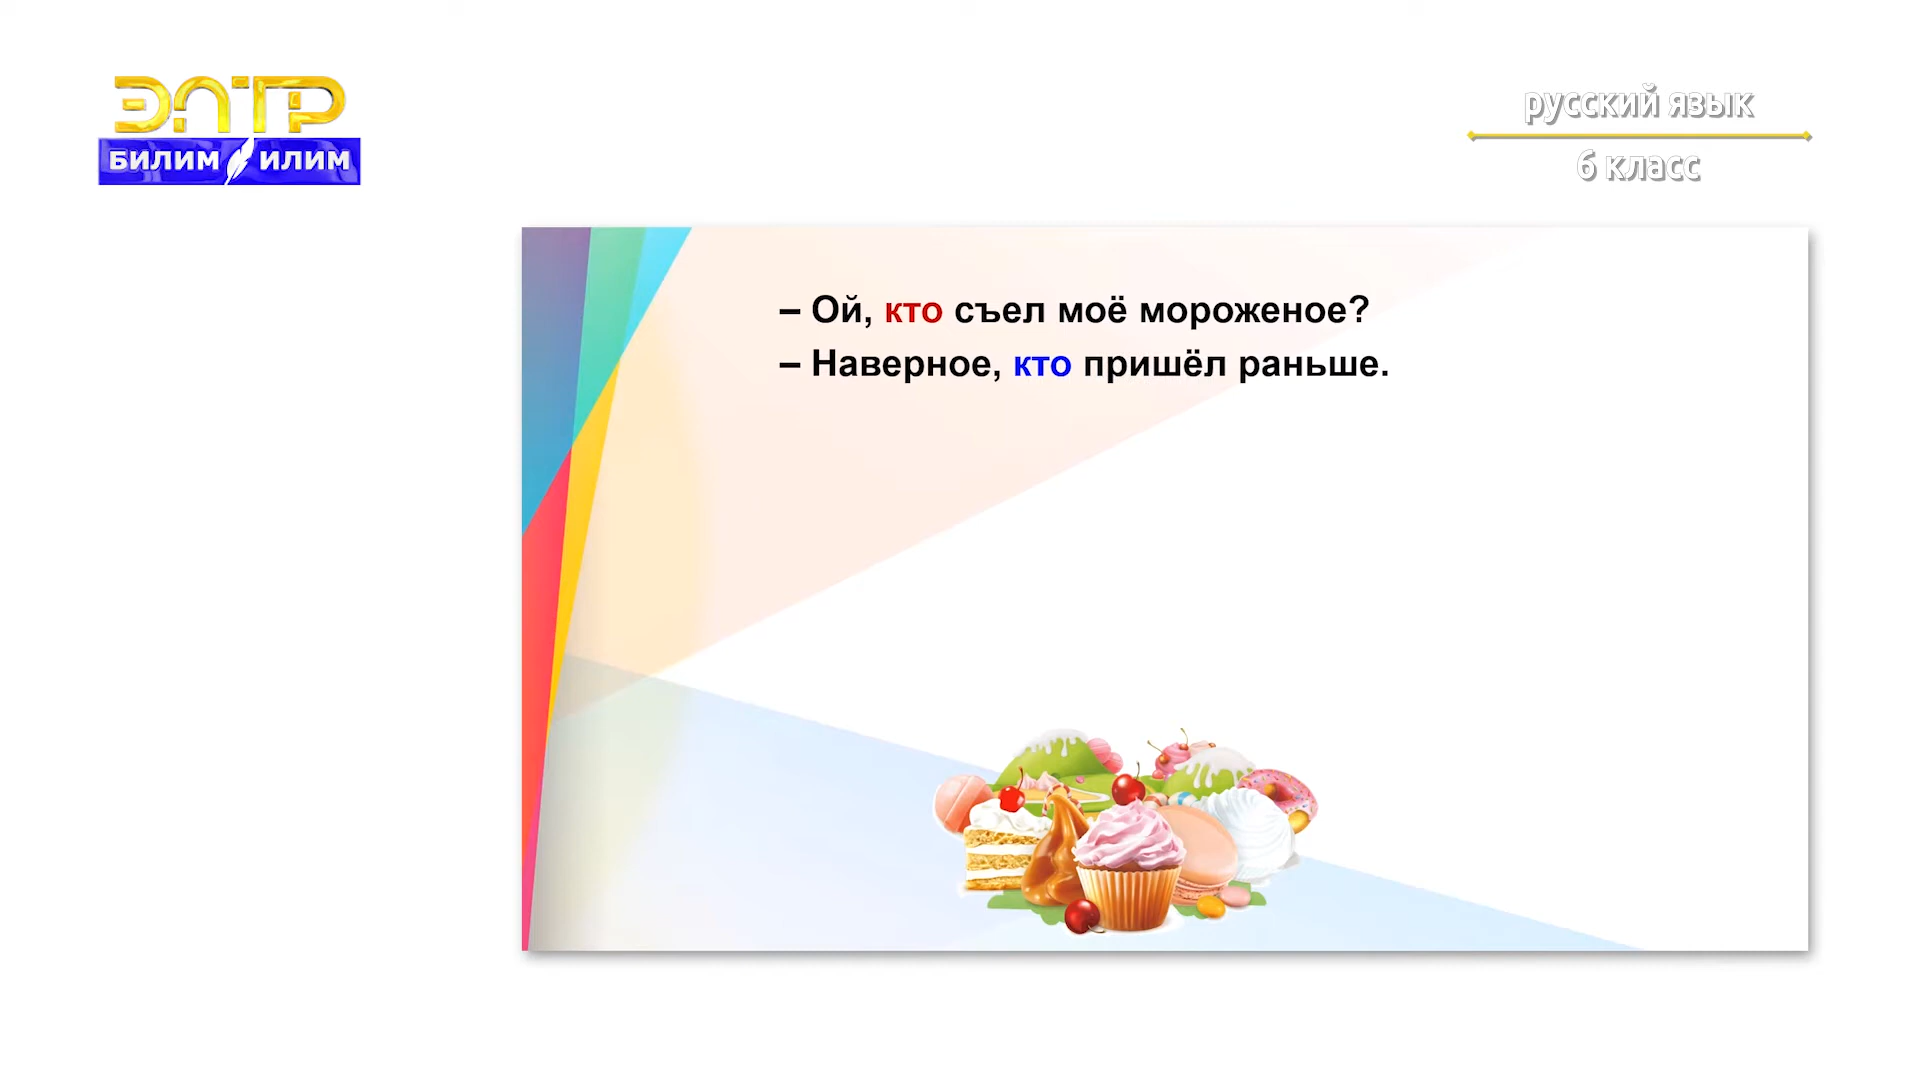 ЭЛТР
БИЛИМ ИЛИМ
русский язык
6 класс
– Ой, кто съел моё мороженое?
– Наверное, кто пришёл раньше.